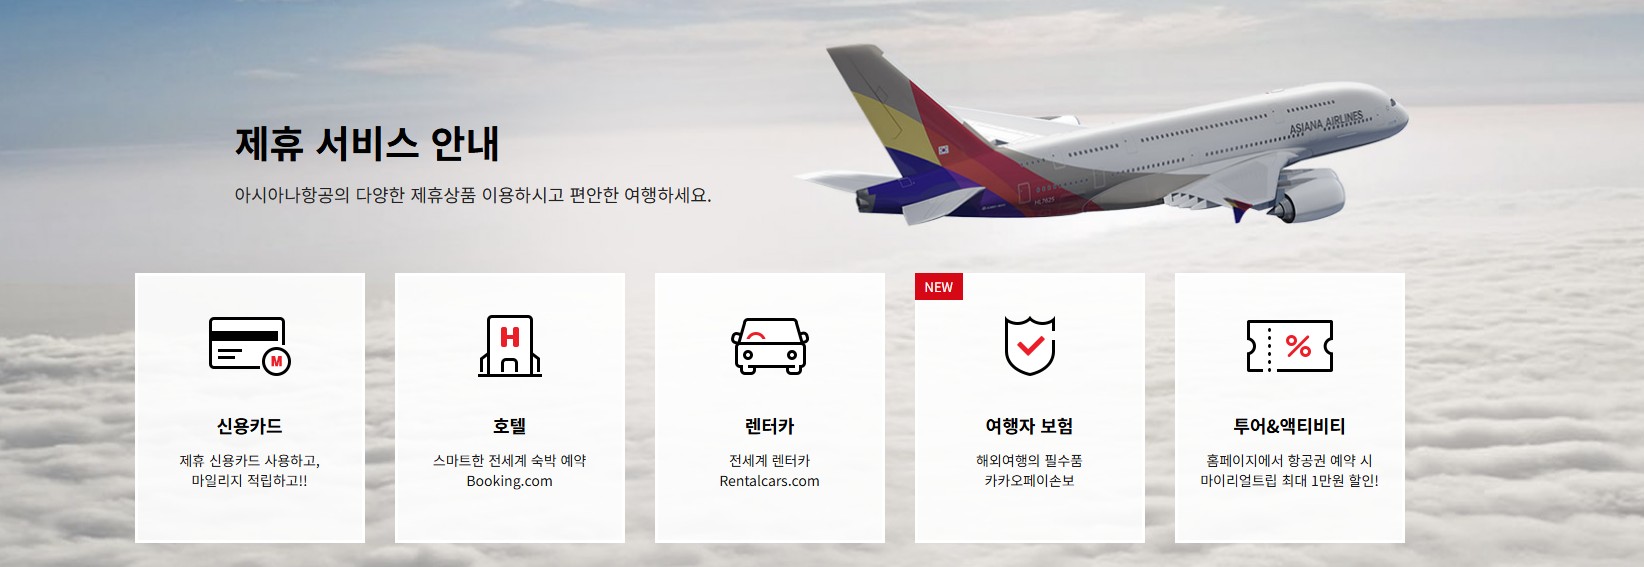 제휴 서비스 안내
아시아나항공의 다양한 제휴상품 이용하시고 편안한 여행하세요.
ASIANA AIRLINES
HL7625
M
신용카드
제휴 신용카드 사용하고,
마일리지 적립하고!!
H
호텔
스마트한 전세계 숙박 예약
Booking.com
렌터카
전세계 렌터카
Rentalcars.com
NEW
여행자 보험
해외여행의 필수품
카카오페이손보
%
투어&액티비티
홈페이지에서 항공권 예약 시
마이리얼트립 최대 1만원 할인!